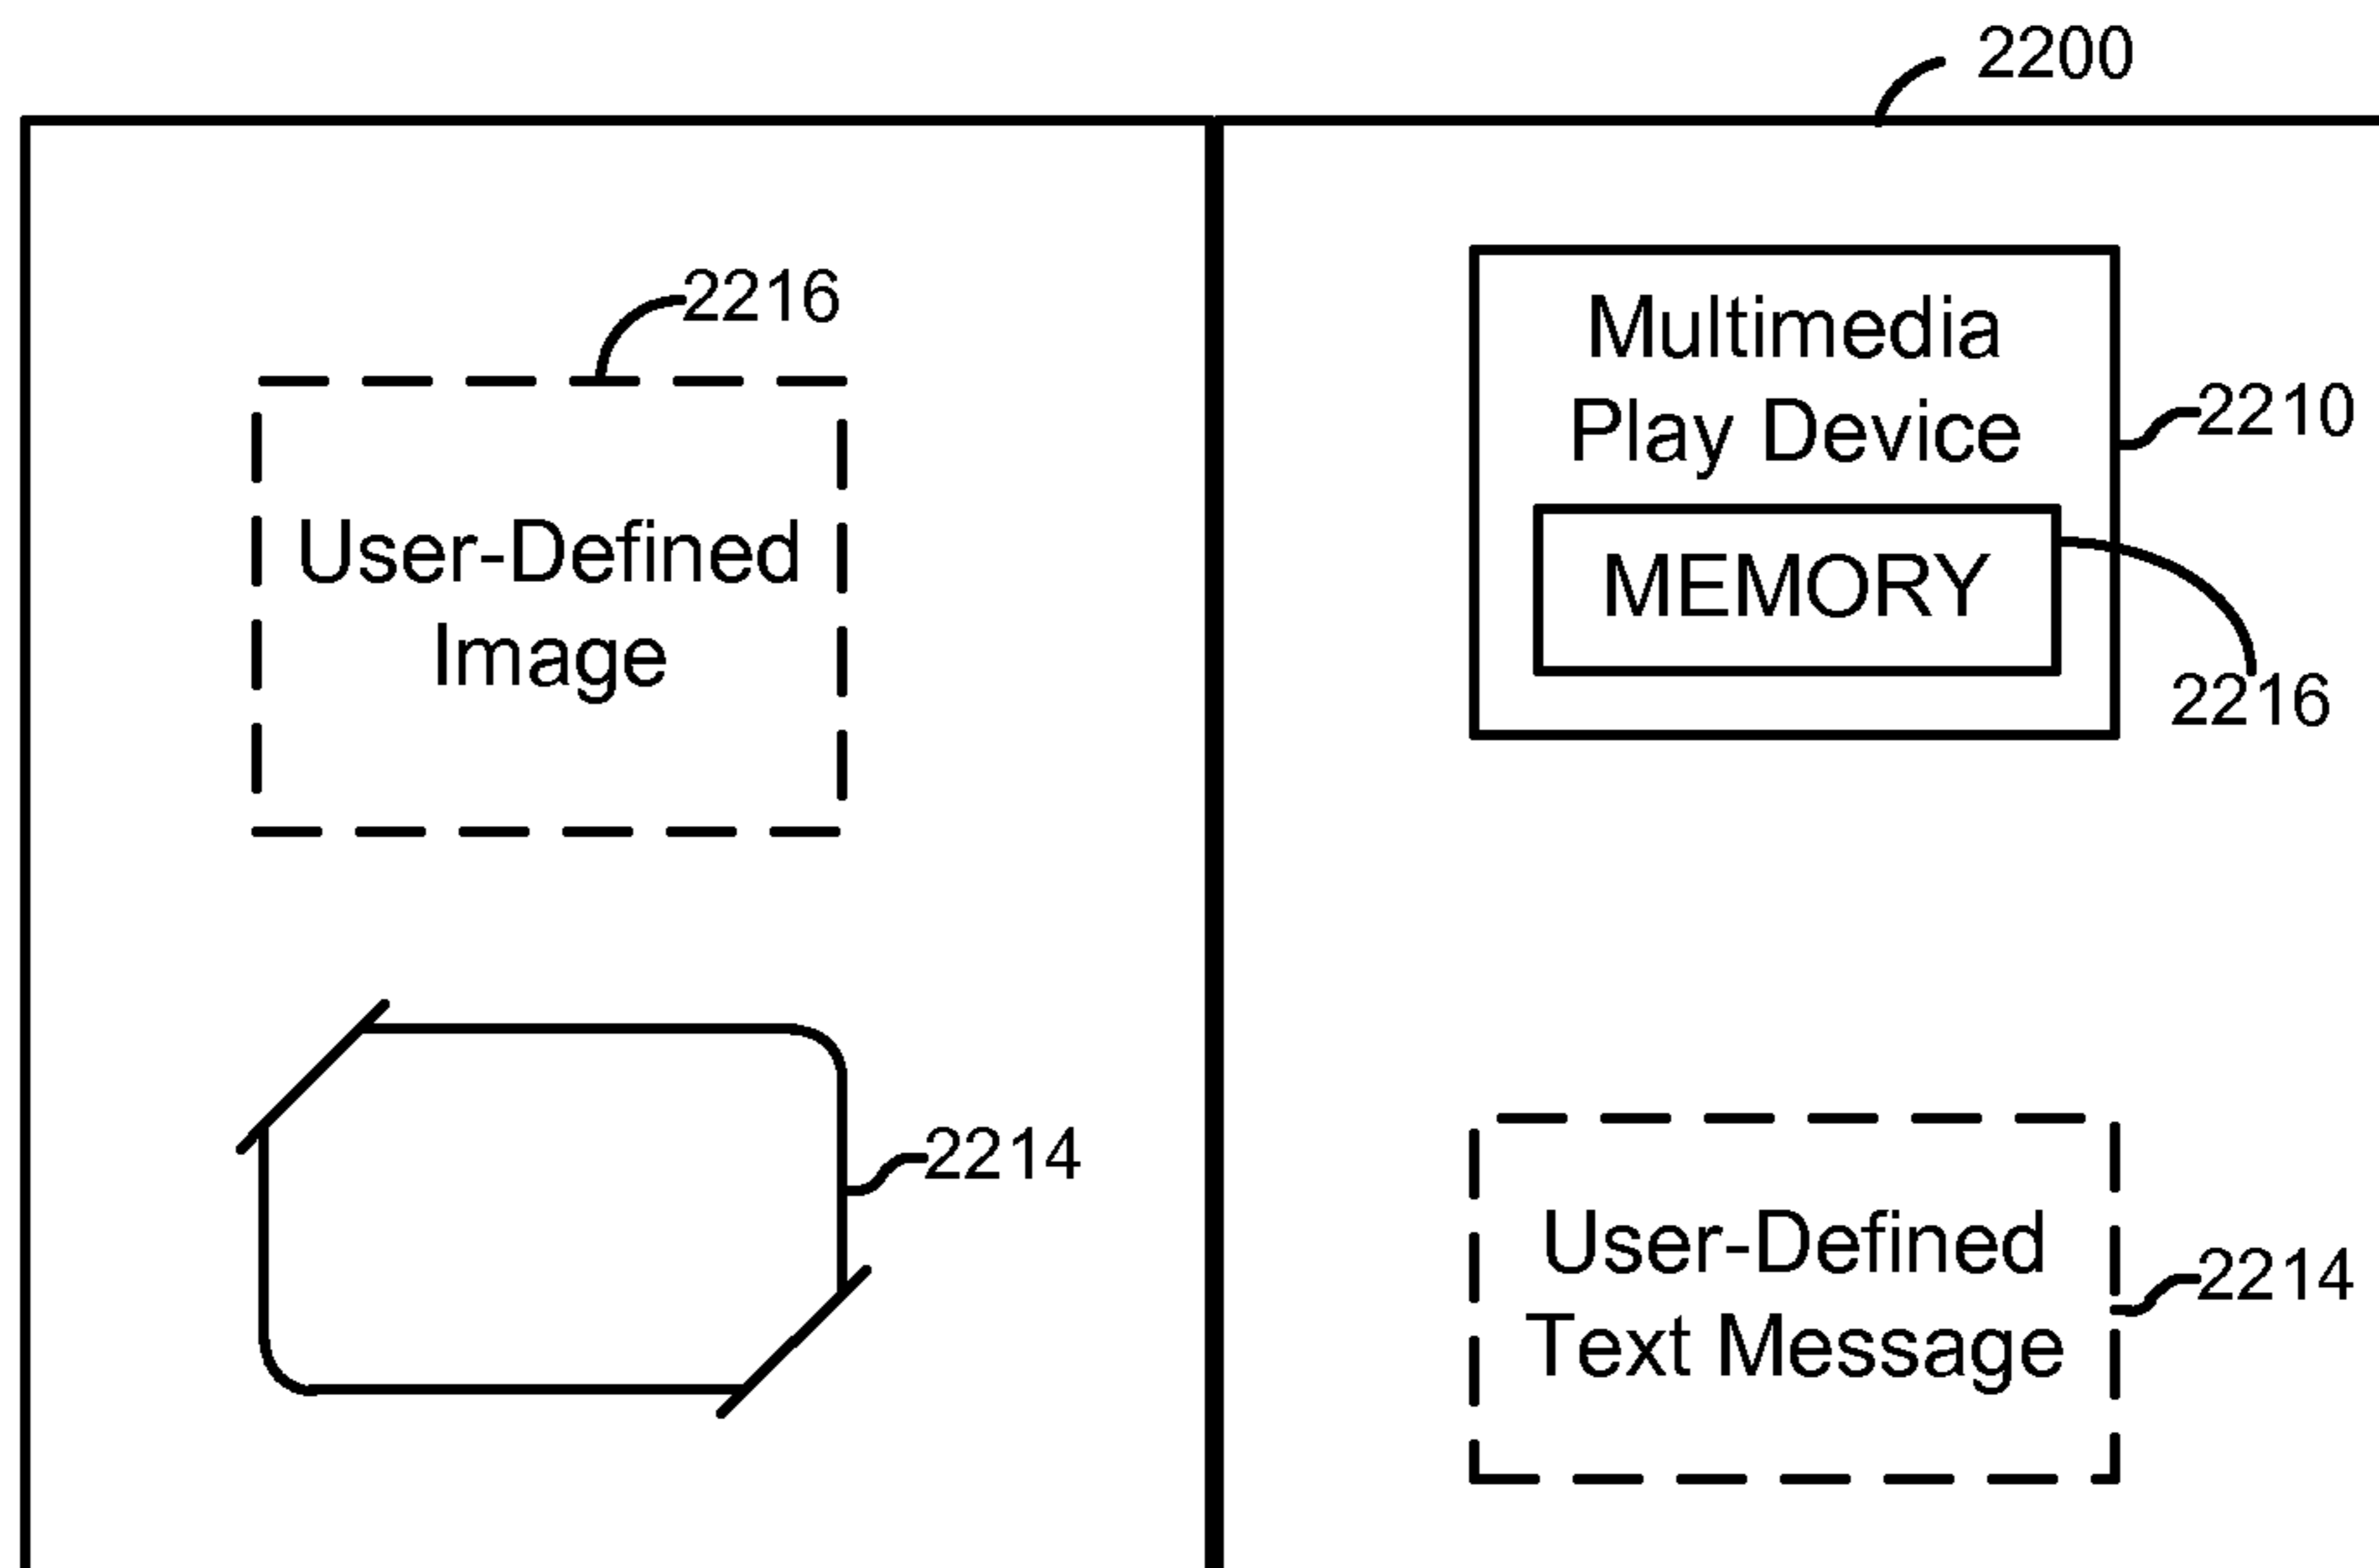 2200
2216
User-Defined
Image
2214
Multimedia
Play Device
2210
MEMORY
2216
User-Defined
Text Message
2214